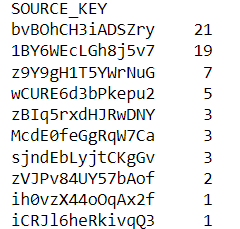 SOURCE_KEY
bvBOhCH3iADSZry 21
1BY6WEcLGh8j5v7 19
z9Y9gH1T5YWrNuG 7
wCURE6d3bPkepu2 5
zBIq5rxdHJRwDNY 3
McdE0feGgRqW7Ca 3
sjndEbLyjtCKgGv 3
zVJPv84UY57bAof 2
ih0vzX44oOqAx2f 1
iCRJl6heRkivqQ3 1